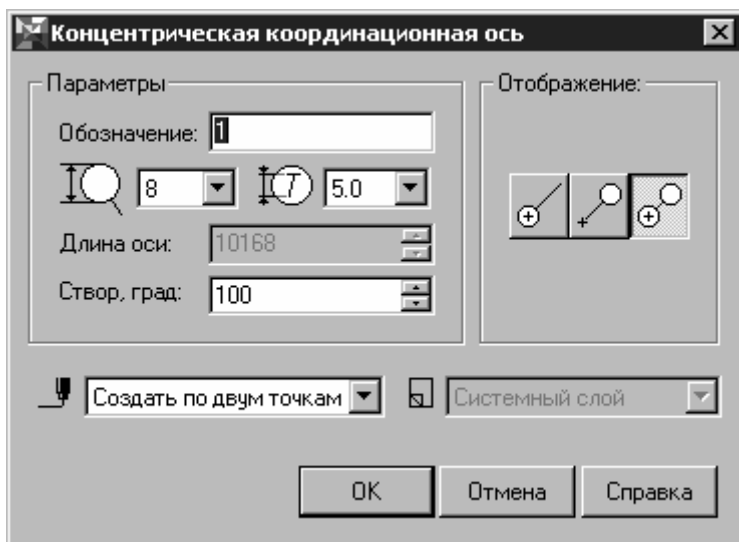 Концентрическая координационная ось
Параметры
Отображение:
Обозначение: 1
8 T 5.0
Длина оси: 10168
Створ, град: 100
Создать по двум точкам Системный слой
OK Отмена Справка